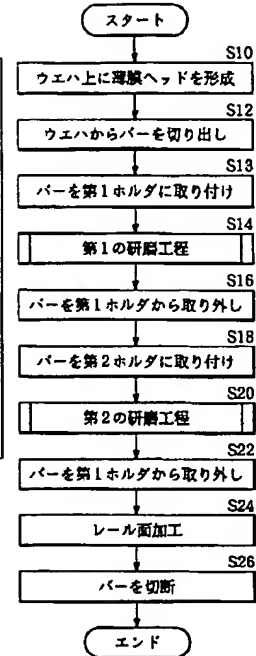 スタート
S10
ウエハ上に薄膜ヘッドを形成
S12
ウエハからバーを切り出し
S13
バーを第1ホルダに取り付け
S14
第1の研磨工程
S16
バーを第1ホルダから取り外し
S18
バーを第2ホルダに取り付け
S20
第2の研磨工程
S22
バーを第1ホルダから取り外し
S24
レール面加工
S26
バーを切断
エンド